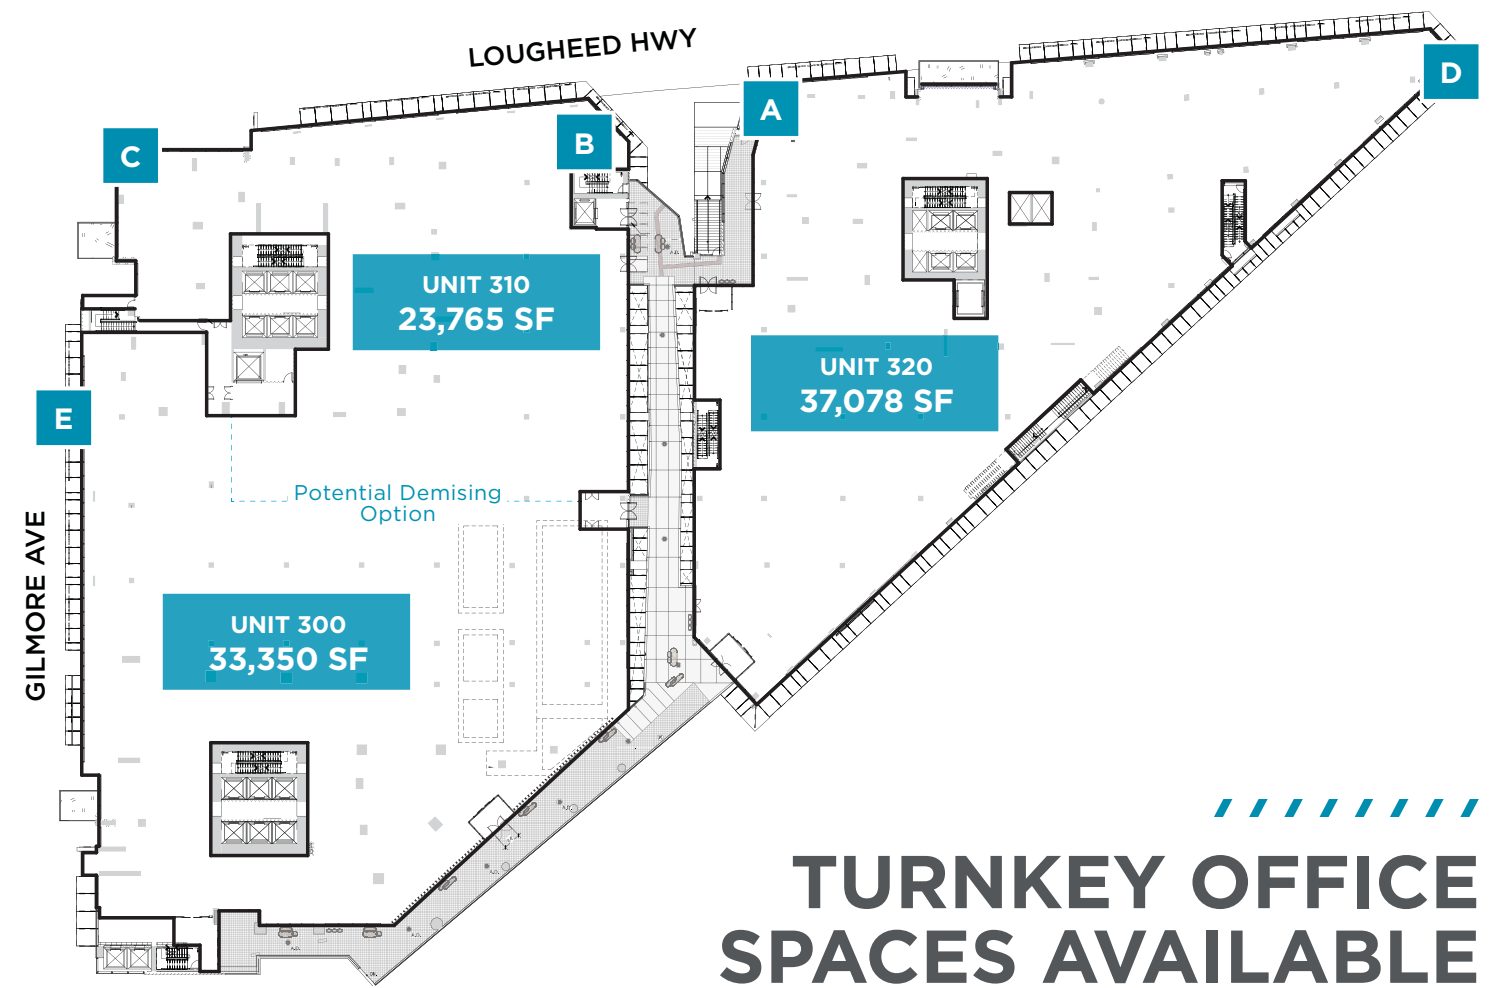 LOUGHEED HWY
D
A
B
C
UNIT 310
23,765 SF
UNIT 320
37,078 SF
E
Potential Demising
Option
GILMORE AVE
UNIT 300
33,350 SF
TURNKEY OFFICE
SPACES AVAILABLE